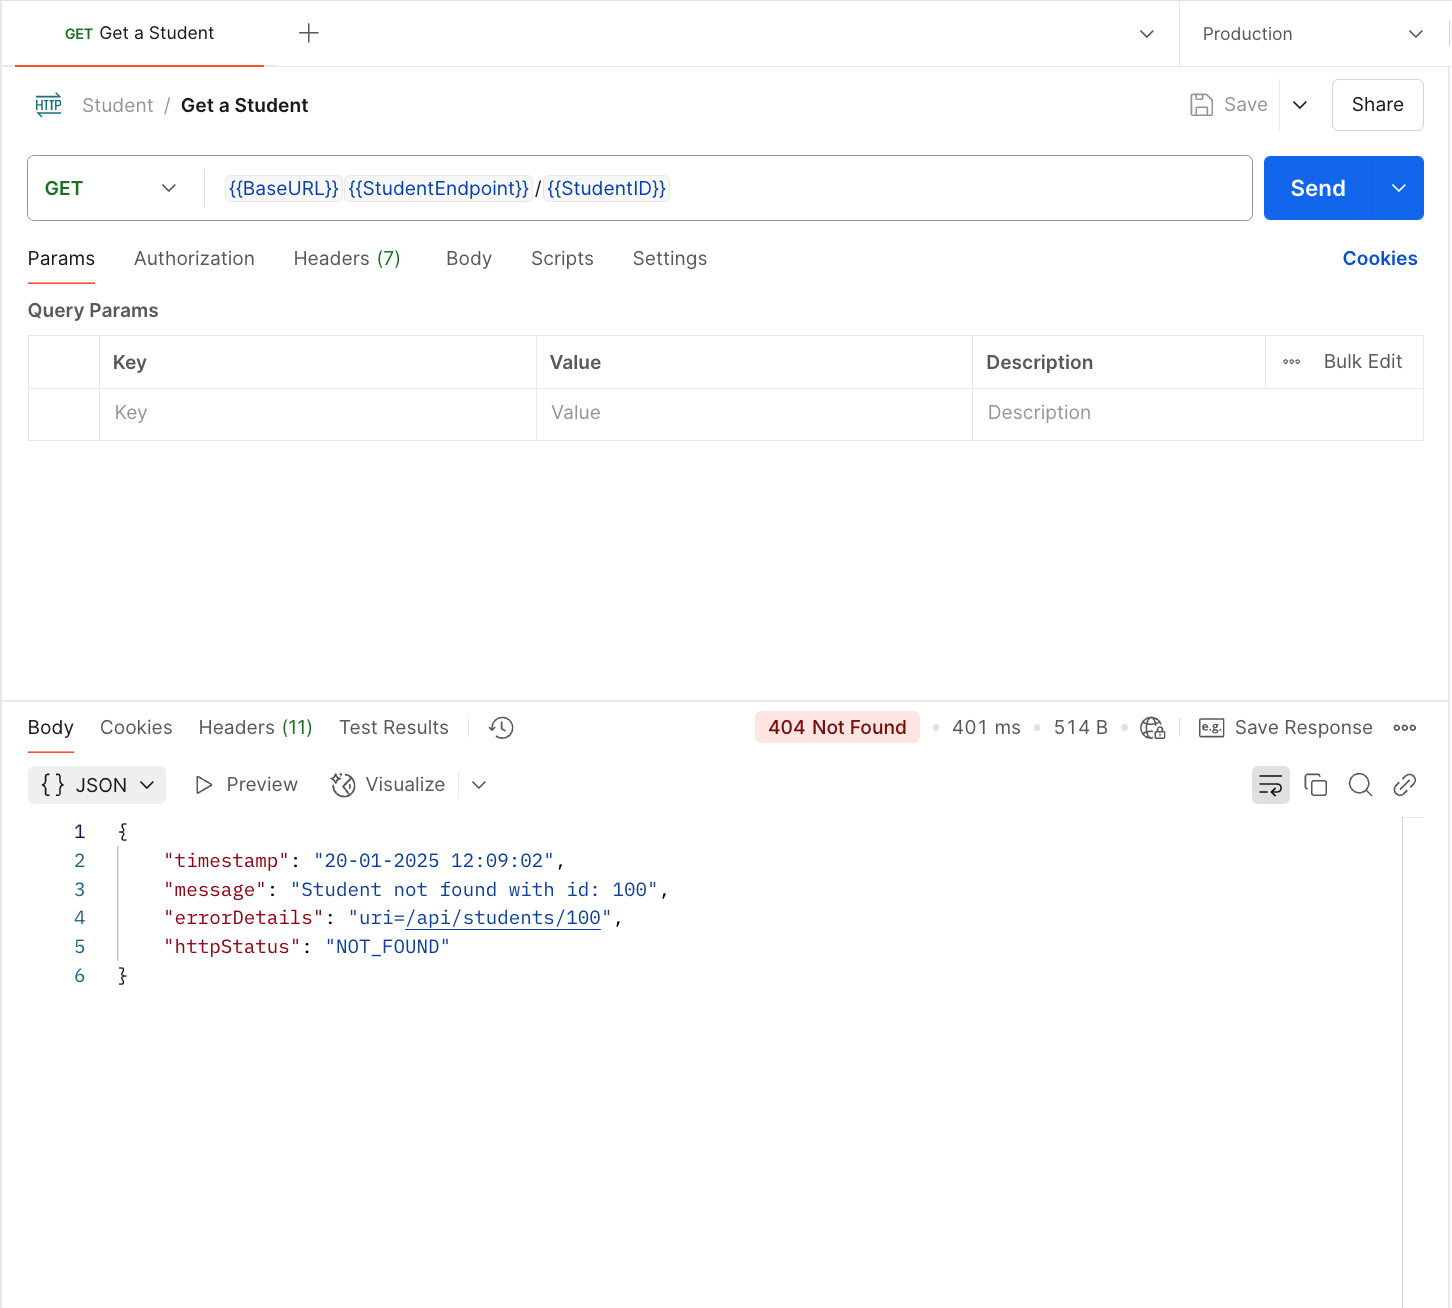 GET Get a Student
Production
HTTP Student / Get a Student Save Share
GET {{BaseURL}} {{StudentEndpoint}} / {{StudentID}} Send
Params Authorization Headers (7) Body Scripts Settings Cookies
Query Params
Key Value Description Bulk Edit
Key Value Description
Body Cookies Headers (11) Test Results 404 Not Found 401 ms 514 B e.g. Save Response
{ } JSON Preview Visualize
1 {
2 "timestamp": "20-01-2025 12:09:02",
3 "message": "Student not found with id: 100",
4 "errorDetails": "uri=/api/students/100",
5 "httpStatus": "NOT_FOUND"
6 }